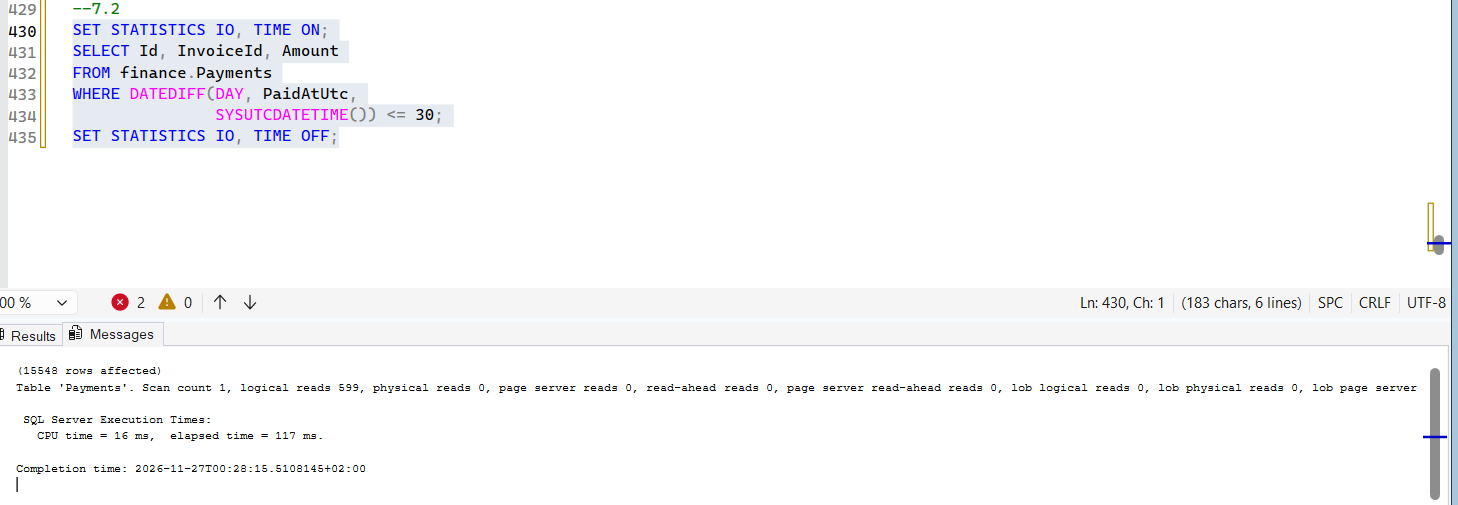 429 --7.2
430 SET STATISTICS IO, TIME ON;
431 SELECT Id, InvoiceId, Amount
432 FROM finance.Payments
433 WHERE DATEDIFF(DAY, PaidAtUtc,
434 SYSUTCDATETIME()) <= 30;
435 SET STATISTICS IO, TIME OFF;
00 % 2 0 Ln: 430, Ch: 1 (183 chars, 6 lines) SPC CRLF UTF-8
Results Messages
(15548 rows affected)
Table 'Payments'. Scan count 1, logical reads 599, physical reads 0, page server reads 0, read-ahead reads 0, page server read-ahead reads 0, lob logical reads 0, lob physical reads 0, lob page server
SQL Server Execution Times:
CPU time = 16 ms, elapsed time = 117 ms.
Completion time: 2026-11-27T00:28:15.5108145+02:00